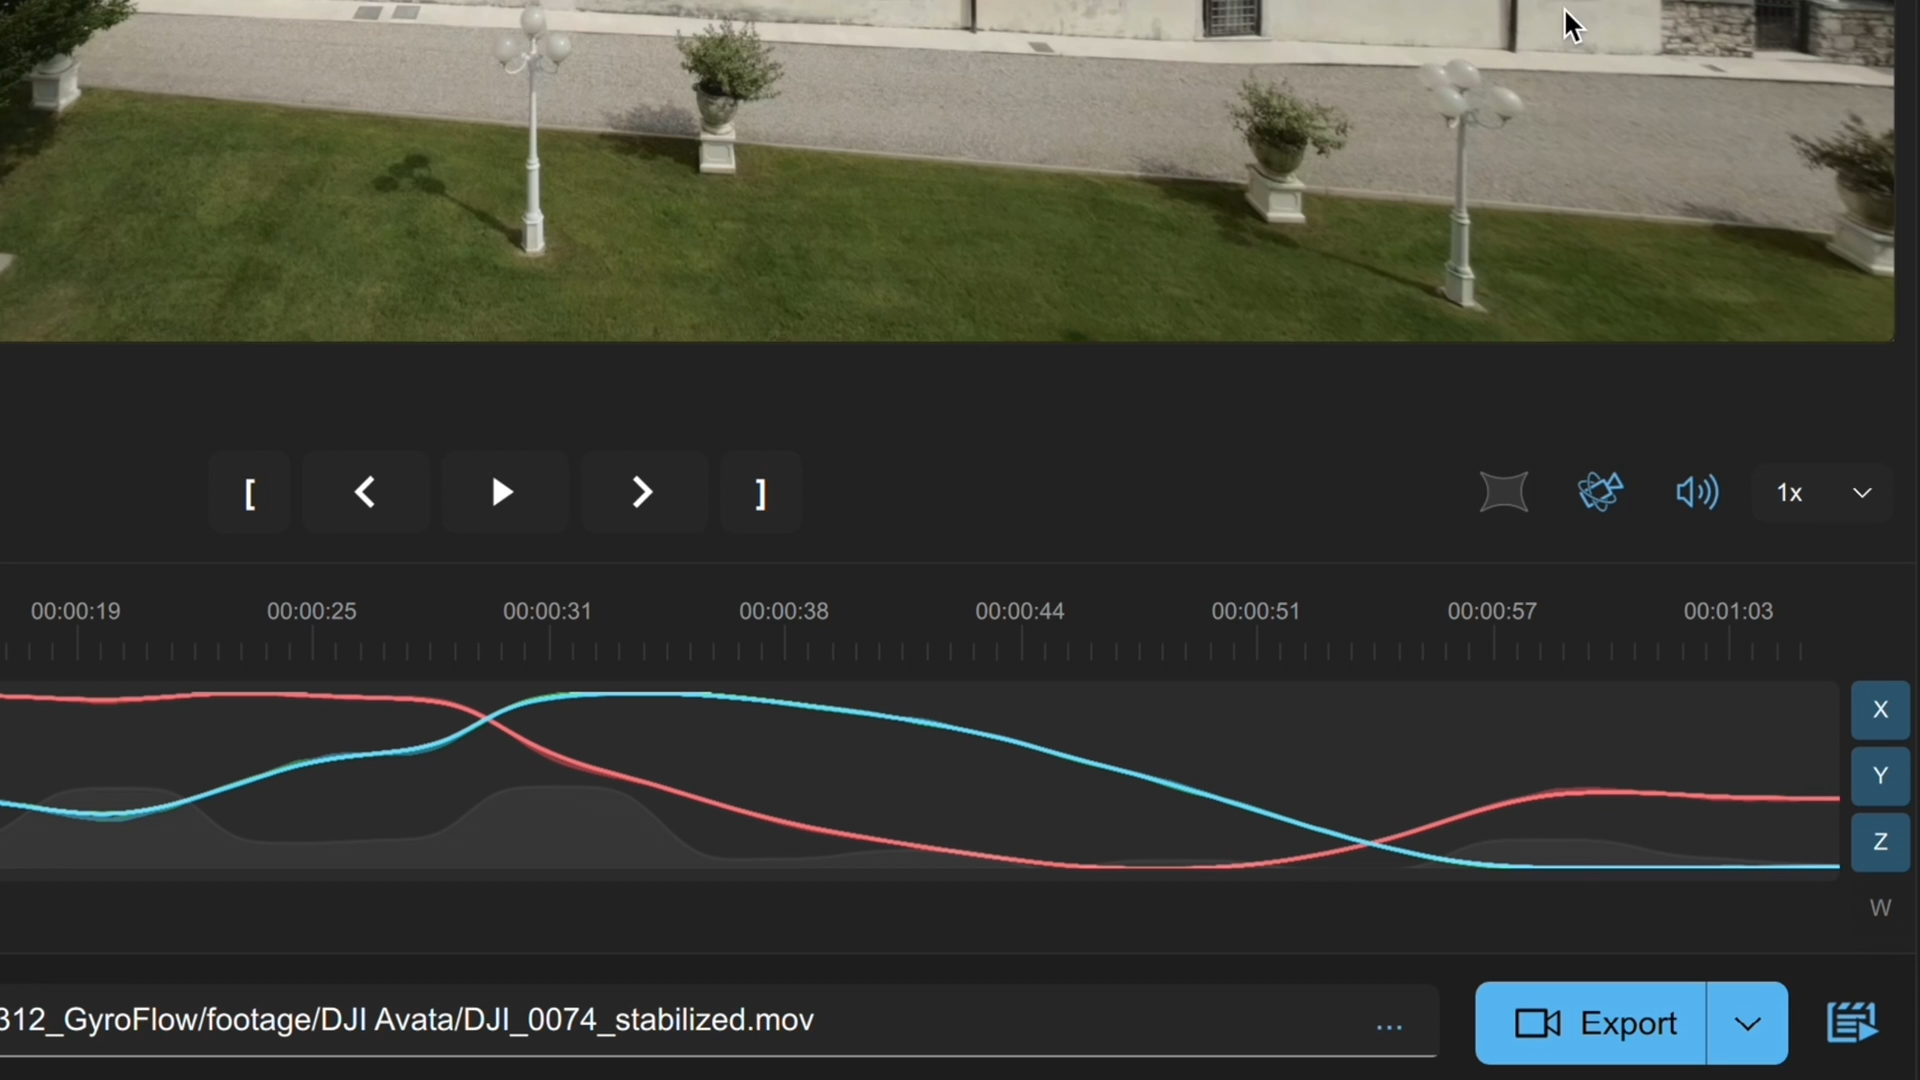 [ ]
1x
00:00:19 00:00:25 00:00:31 00:00:38 00:00:44 00:00:51 00:00:57 00:01:03
X
Y
Z
W
312_GyroFlow/footage/DJI Avata/DJI_0074_stabilized.mov ...
Export